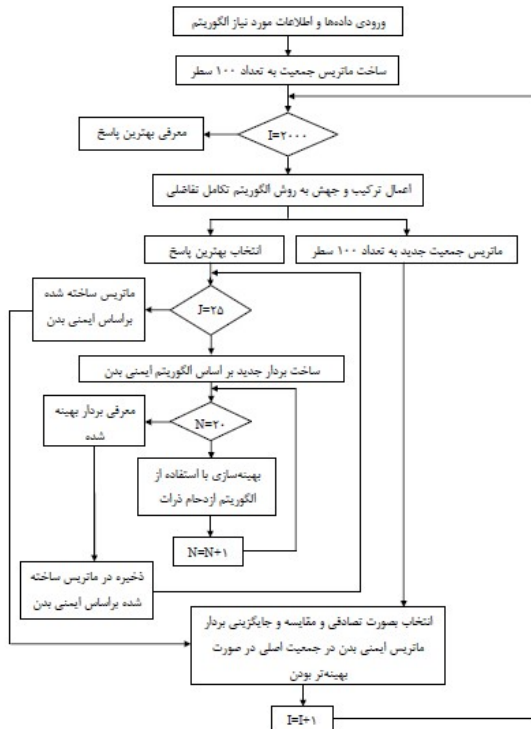 ورودی داده‌ها و اطلاعات مورد نیاز الگوریتم
ساخت ماتریس جمعیت به تعداد ۱۰۰ سطر
I=۲۰۰۰
معرفی بهترین پاسخ
اعمال ترکیب و جهش به روش الگوریتم تکامل تفاضلی
انتخاب بهترین پاسخ
ماتریس جمعیت جدید به تعداد ۱۰۰ سطر
J=۲۵
ماتریس ساخته شده
براساس ایمنی بدن
ساخت بردار جدید بر اساس الگوریتم ایمنی بدن
N=۲۰
معرفی بردار بهینه
شده
بهینه‌سازی با استفاده از
الگوریتم ازدحام ذرات
N=N+۱
ذخیره در ماتریس ساخته
شده براساس ایمنی بدن
انتخاب بصورت تصادفی و مقایسه و جایگزینی بردار
ماتریس ایمنی بدن در جمعیت اصلی در صورت
بهینه‌تر بودن
I=I+۱